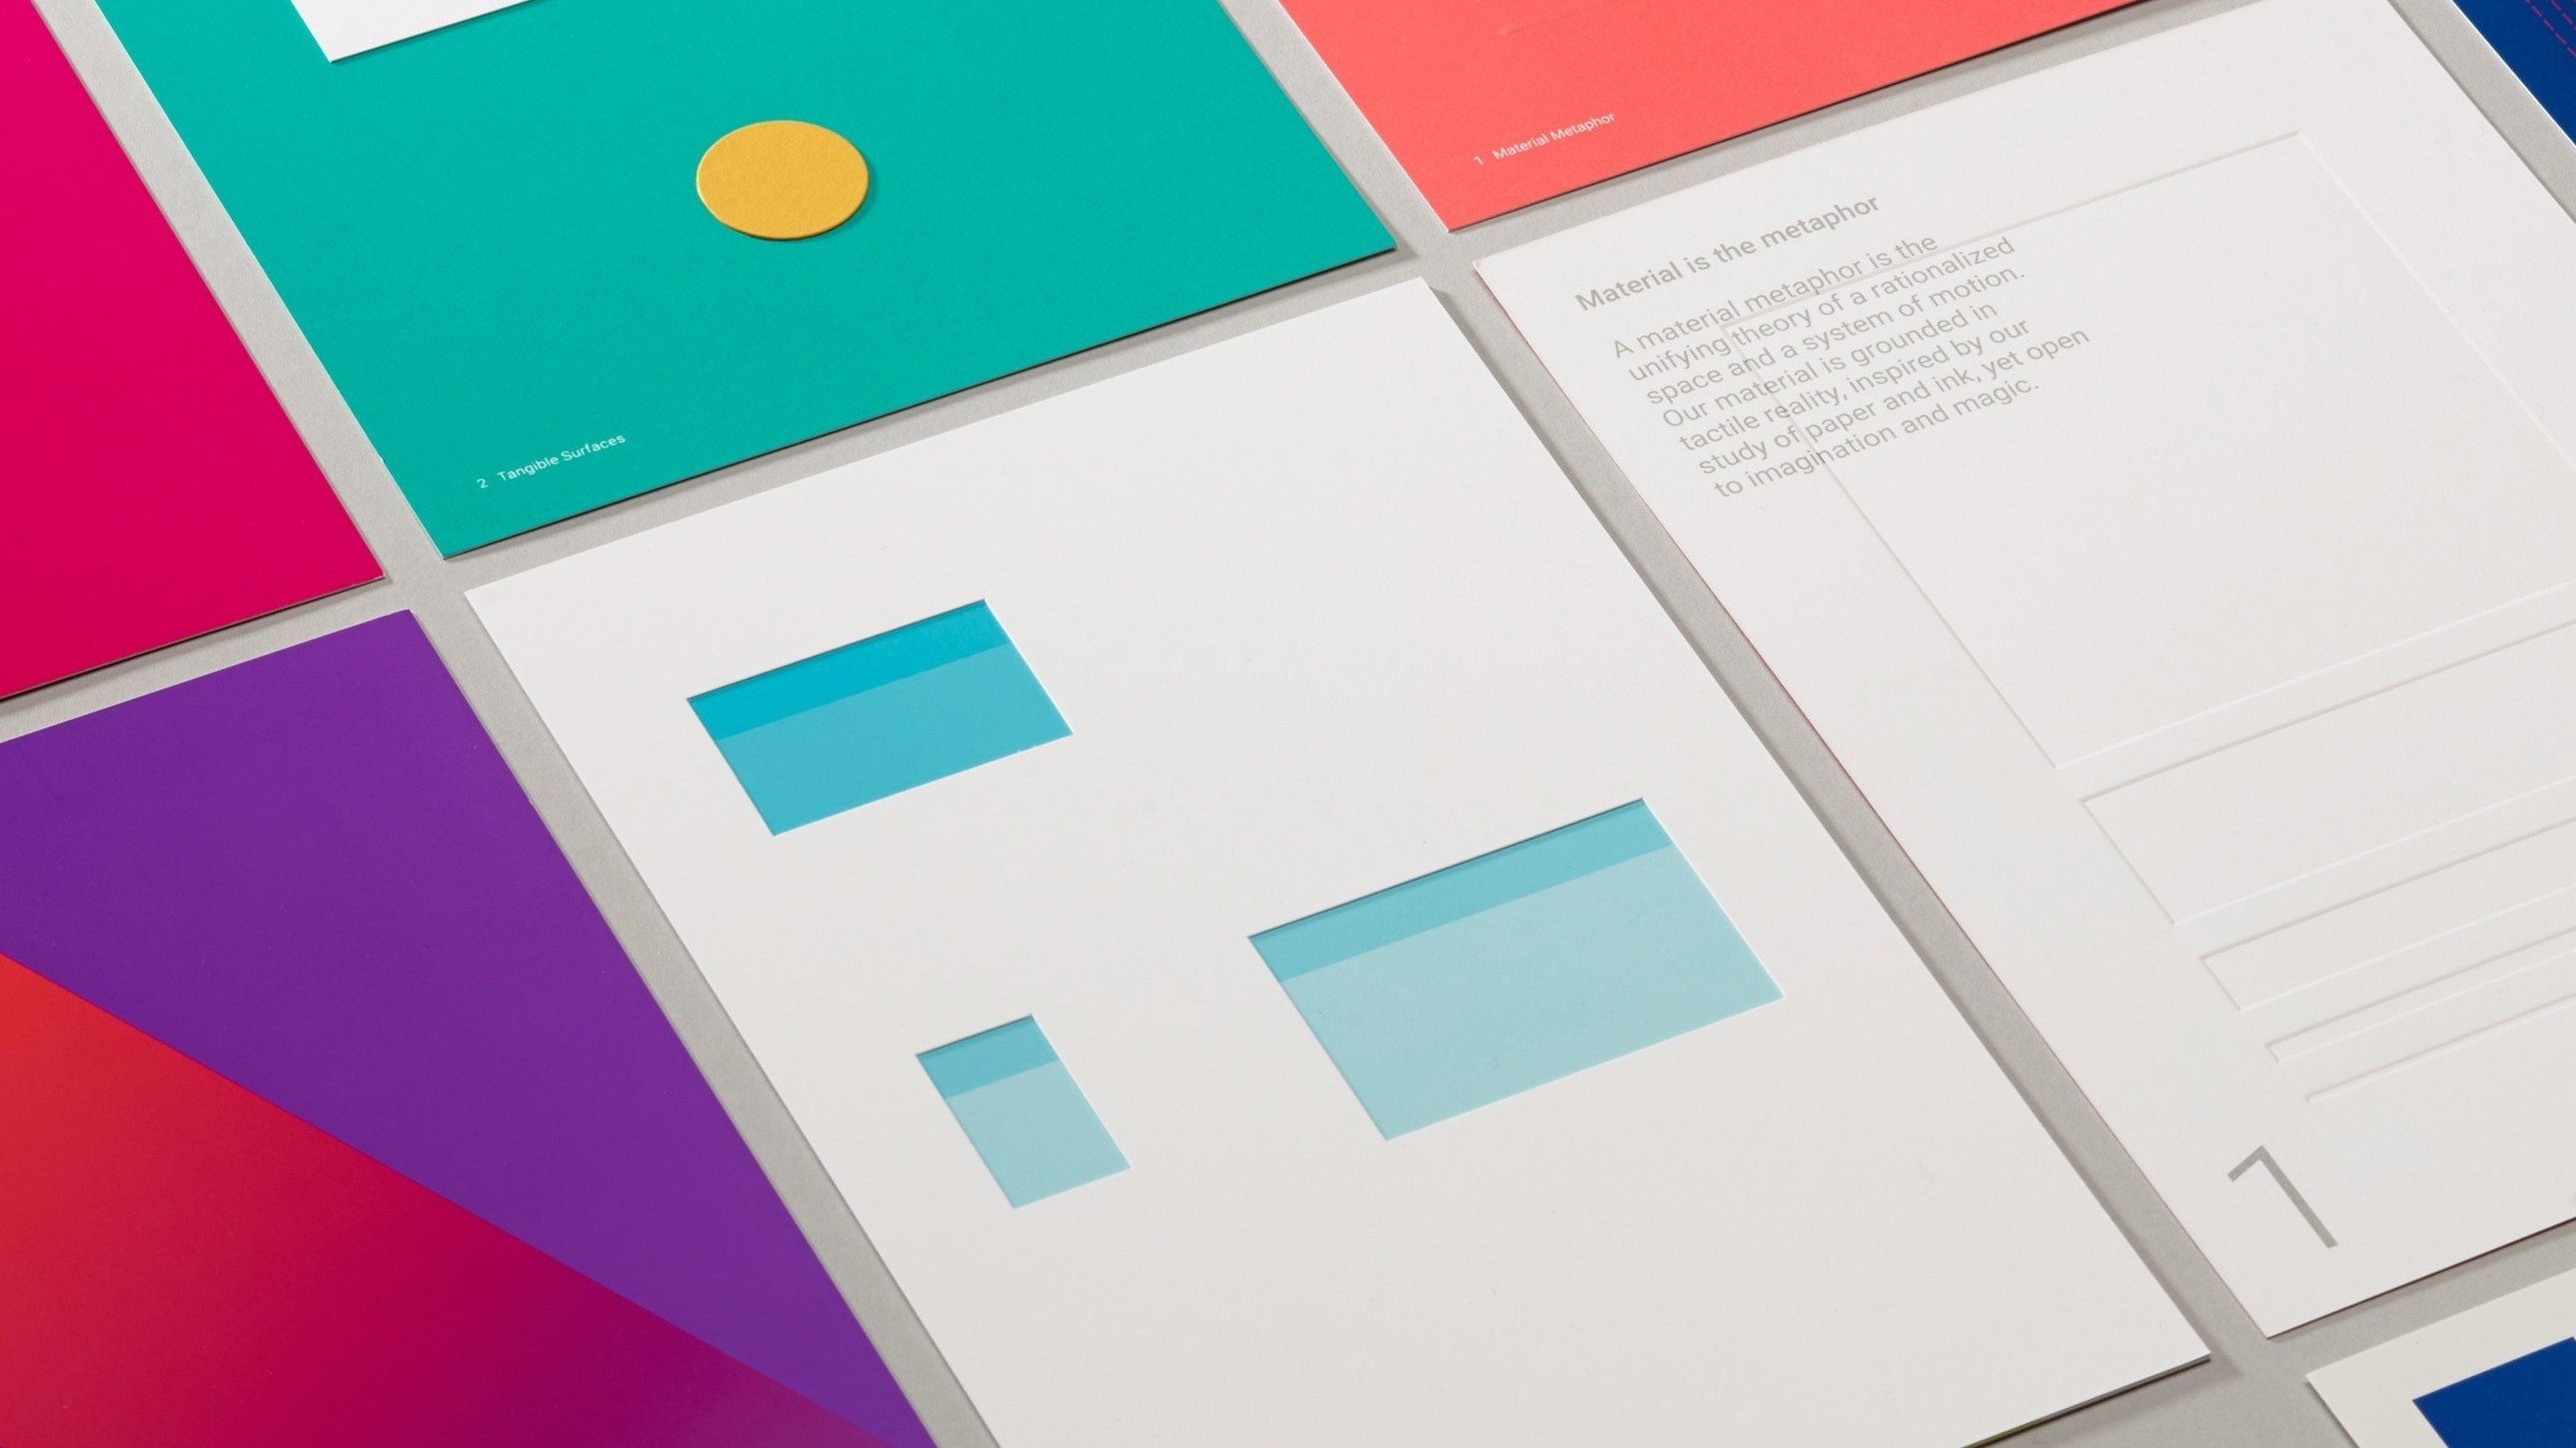 1 Material Metaphor
Material is the metaphor
A material metaphor is the
unifying theory of a rationalized
space and a system of motion.
Our material is grounded in
tactile reality, inspired by our
study of paper and ink, yet open
to imagination and magic.
2 Tangible Surfaces
1